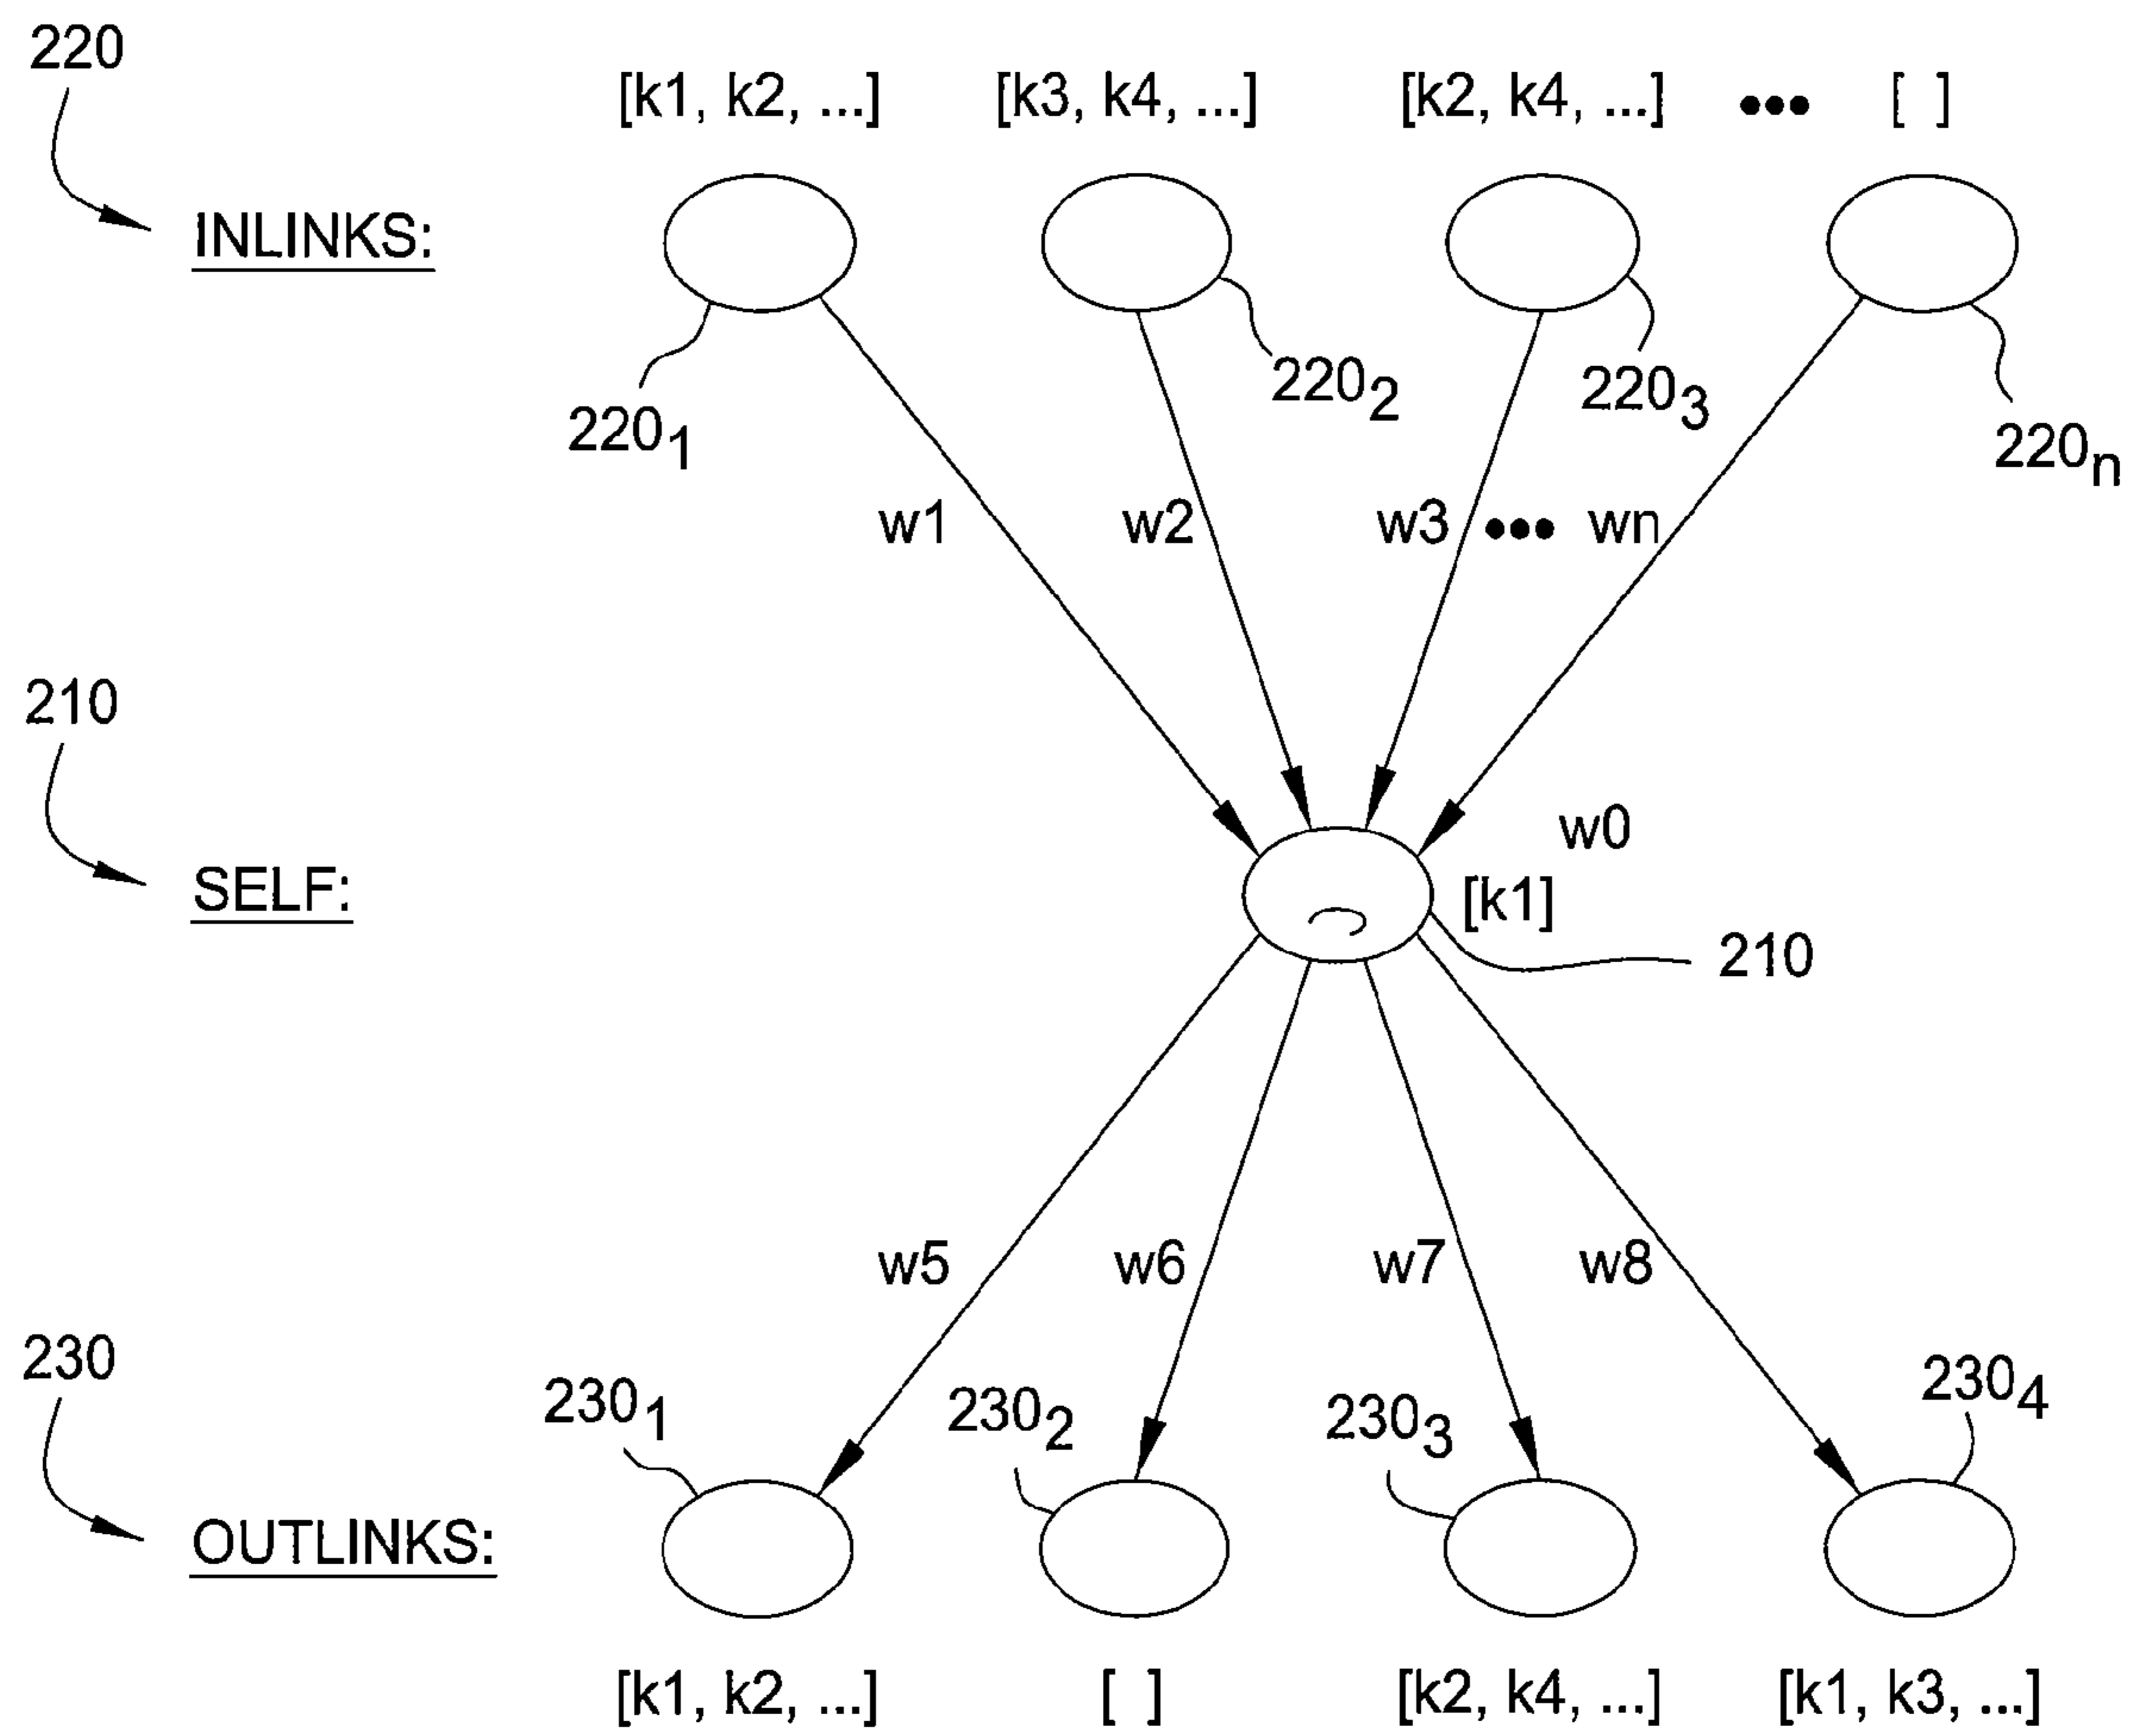 220
[k1, k2, ...] [k3, k4, ...] [k2, k4, ...] ••• [ ]
INLINKS:
220₁ 220₂ 220₃ 220ₙ
w1 w2 w3 ••• wn
210
w0
SELF: [k1]
210
w5 w6 w7 w8
230
230₁ 230₂ 230₃ 230₄
OUTLINKS:
[k1, k2, ...] [ ] [k2, k4, ...] [k1, k3, ...]